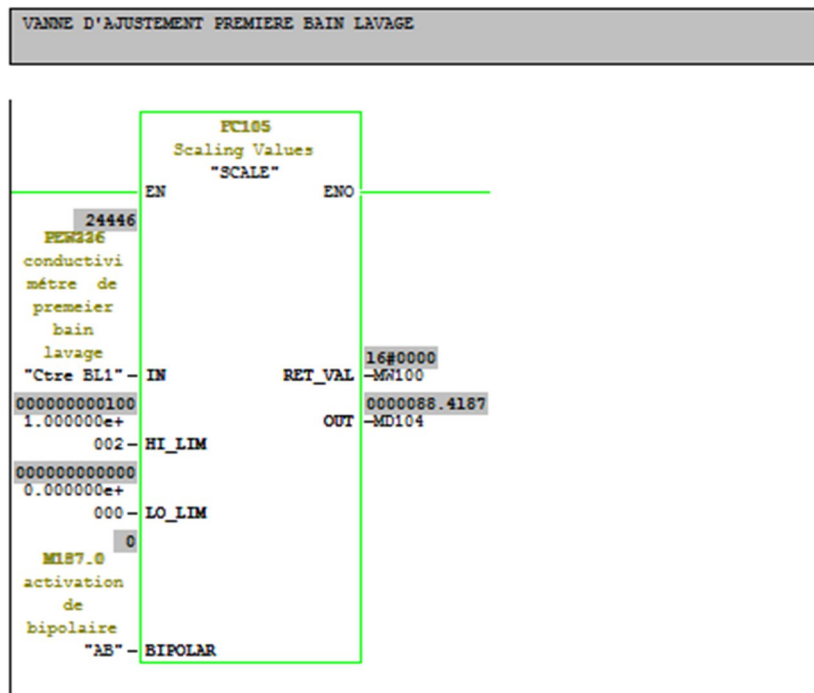 VANNE D'AJUSTEMENT PREMIERE BAIN LAVAGE
FC105
Scaling Values
"SCALE"
EN ENO
24446
PEW336
conductivi
métre de
premeier
bain
lavage
"Ctre BL1" IN
16#0000
RET_VAL MW100
000000000100
1.000000e+
002 HI_LIM
0000088.4187
OUT MD104
000000000000
0.000000e+
000 LO_LIM
0
M187.0
activation
de
bipolaire
"AB" BIPOLAR